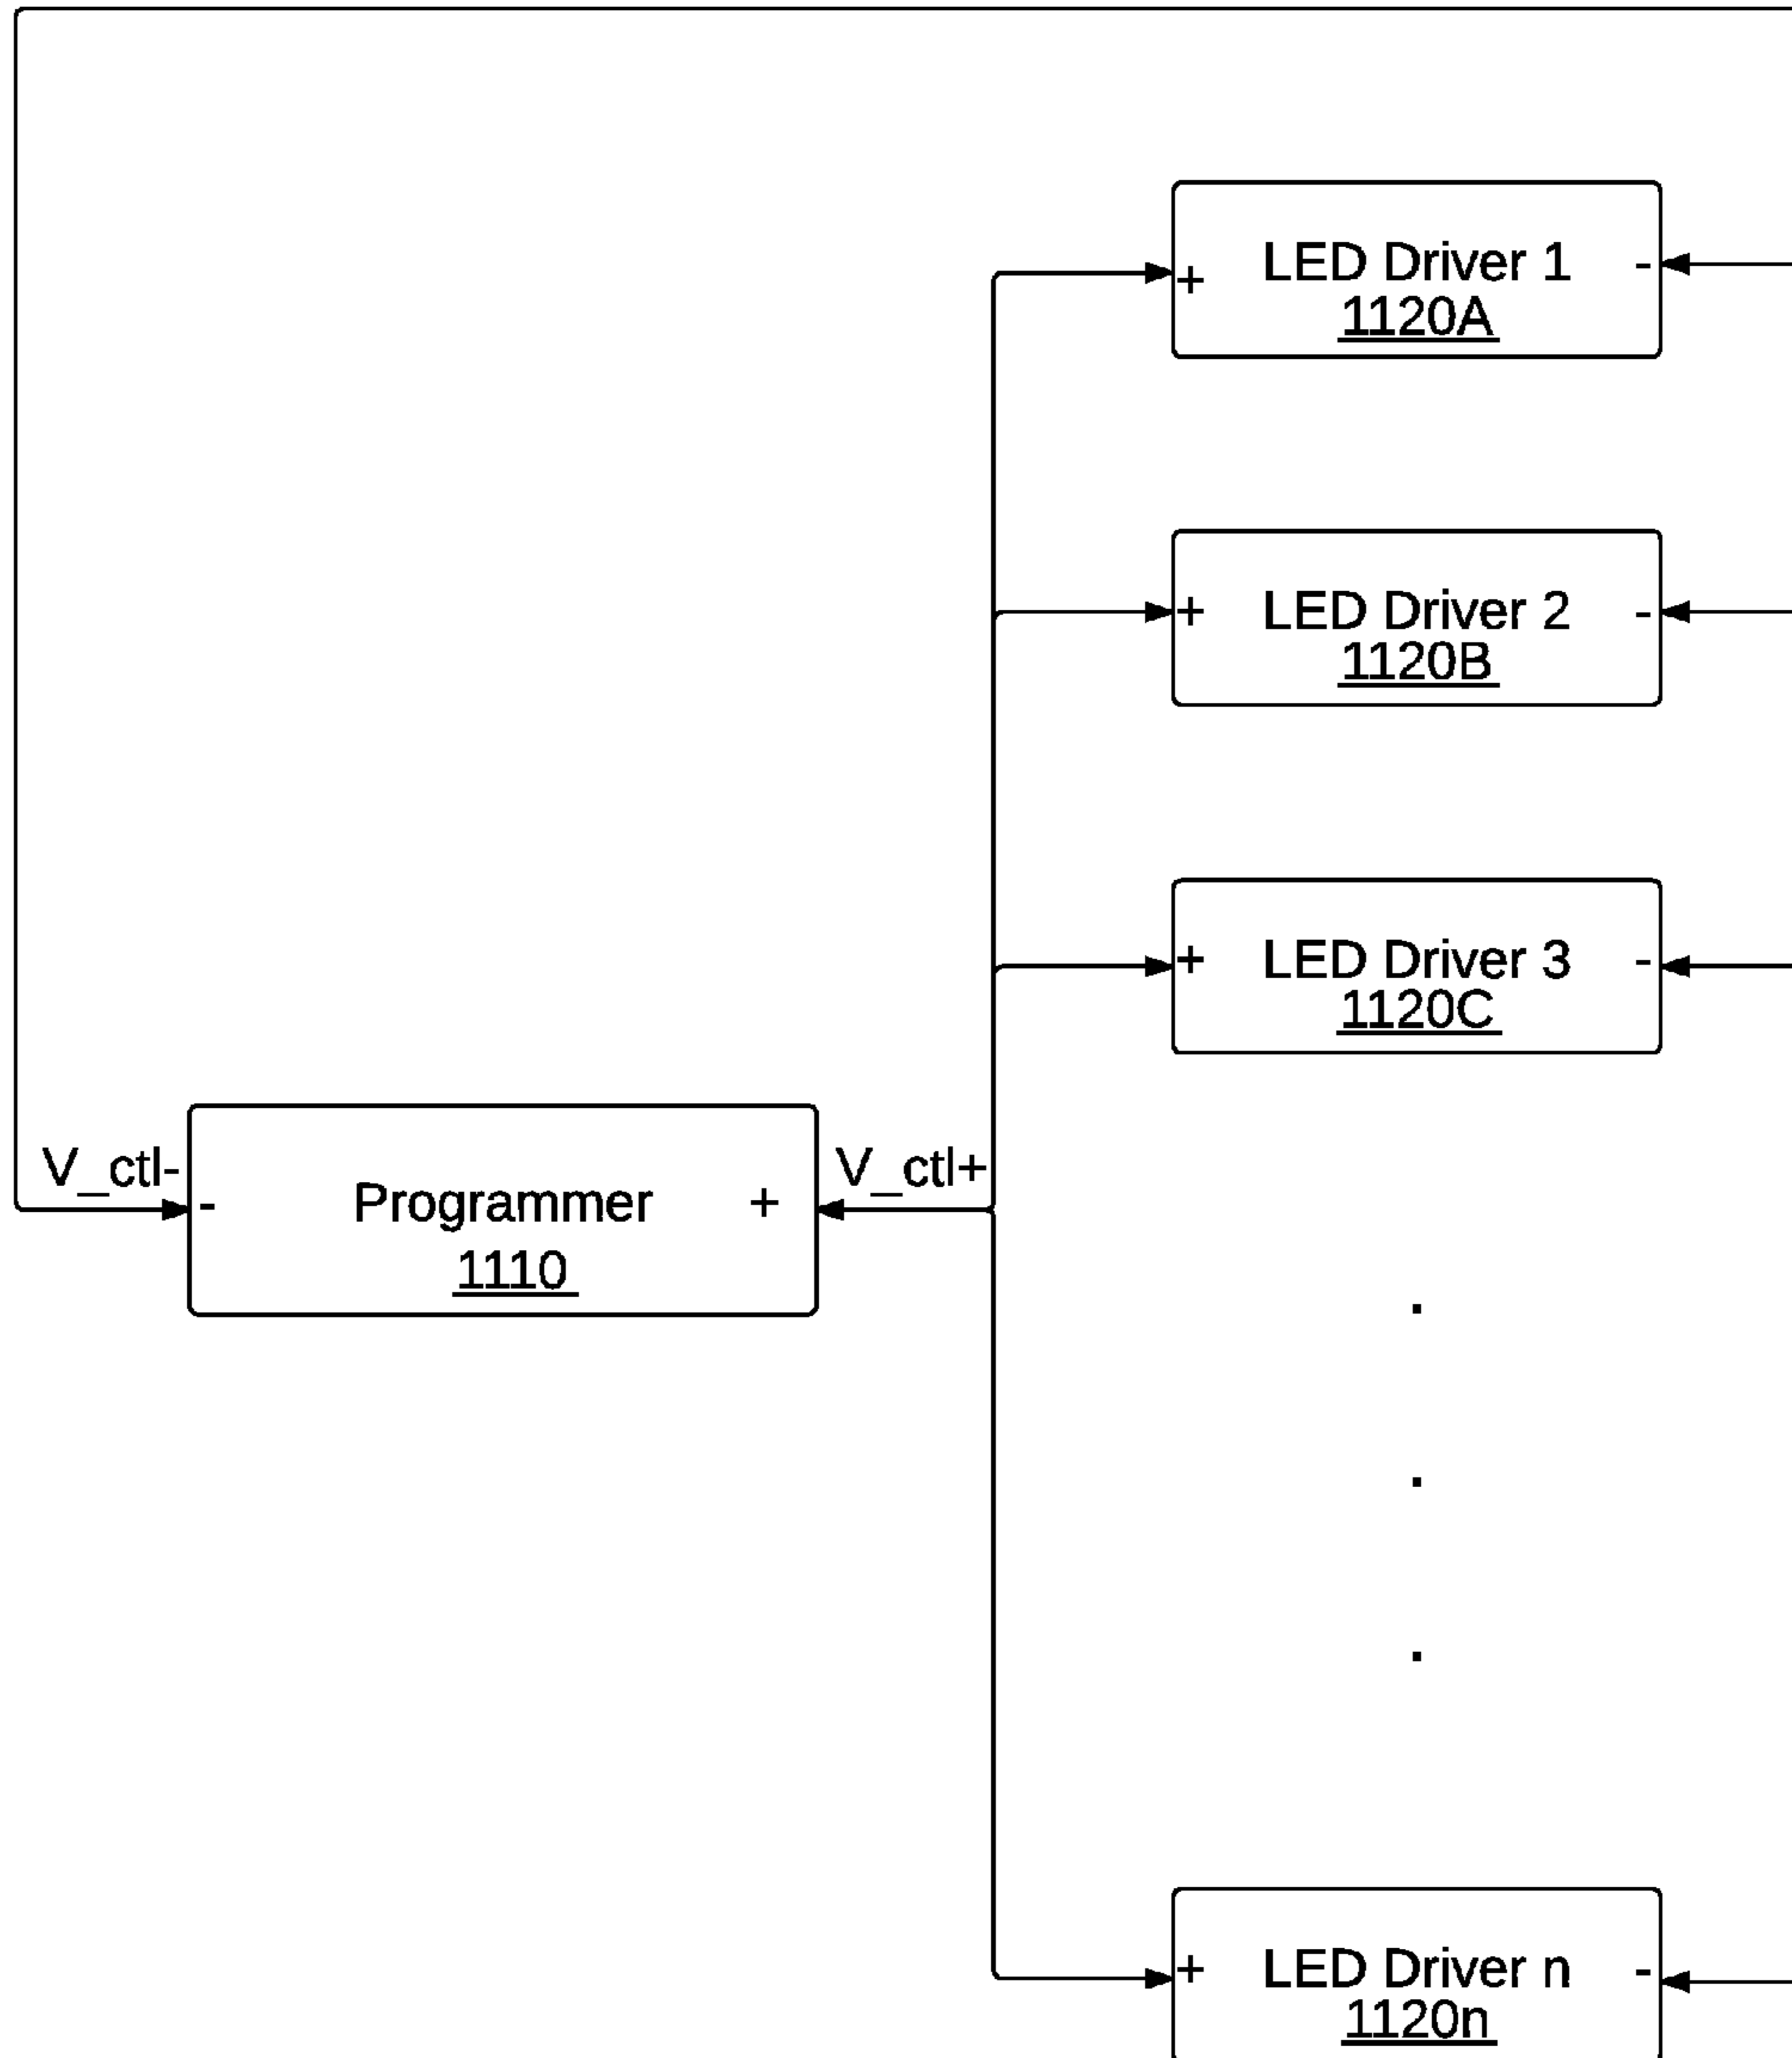 + LED Driver 1 -
1120A
+ LED Driver 2 -
1120B
+ LED Driver 3 -
1120C
V_ctl-
- Programmer +
1110
V_ctl+
.
.
.
+ LED Driver n -
1120n